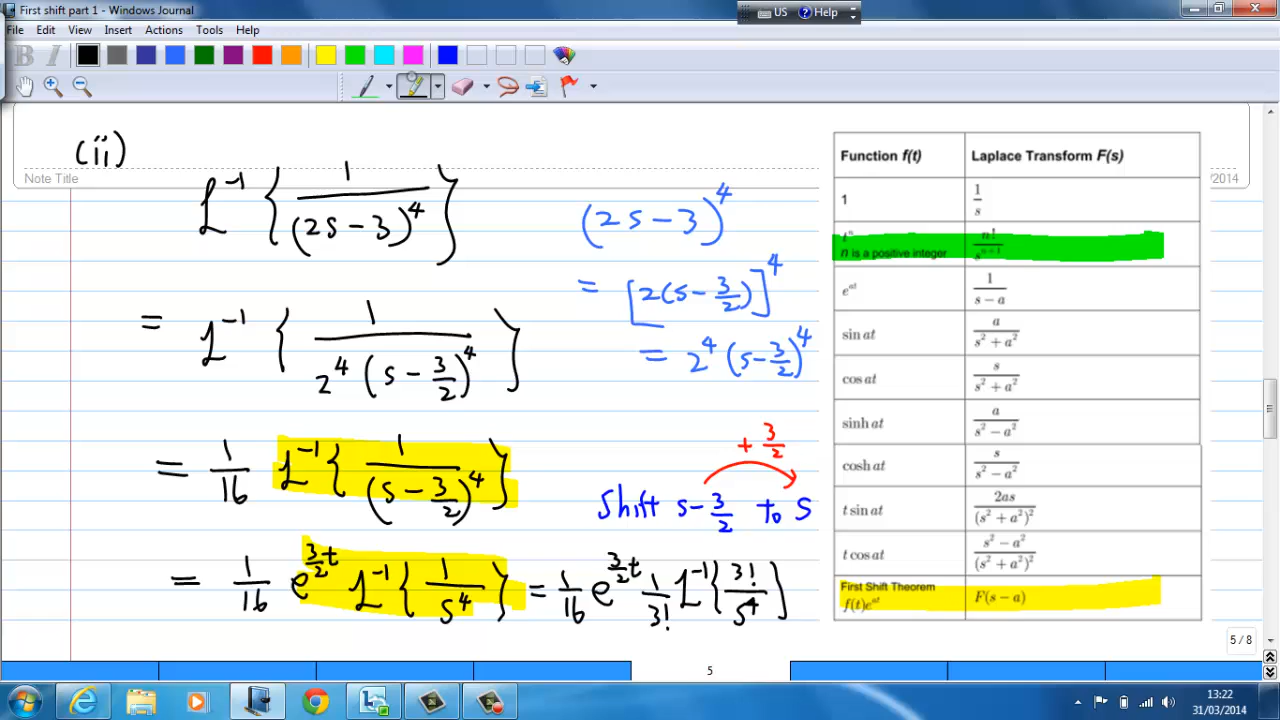 First shift part 1 - Windows Journal
US Help
File Edit View Insert Actions Tools Help
B I
(ii)
Note Title
/2014
ℒ⁻¹ { 1 / (2s − 3)⁴ }
(2s − 3)⁴
= [2(s − 3/2)]⁴
= ℒ⁻¹ { 1 / 2⁴ (s − 3/2)⁴ }
= 2⁴ (s − 3/2)⁴
+ 3/2
= 1/16 ℒ⁻¹ { 1 / (s − 3/2)⁴ }
Shift s − 3/2 to s
= 1/16 e^(3/2 t) ℒ⁻¹ { 1 / s⁴ } = 1/16 e^(3/2 t) 1/3! ℒ⁻¹ { 3! / s⁴ }
Function f(t) Laplace Transform F(s)
1 1/s
tⁿ n is a positive integer n! / sⁿ⁺¹
e^at 1 / (s − a)
sin at a / (s² + a²)
cos at s / (s² + a²)
sinh at a / (s² − a²)
cosh at s / (s² − a²)
t sin at 2as / (s² + a²)²
t cos at (s² − a²) / (s² + a²)²
First Shift Theorem
f(t)e^at F(s − a)
5 / 8
5
13:22
31/03/2014